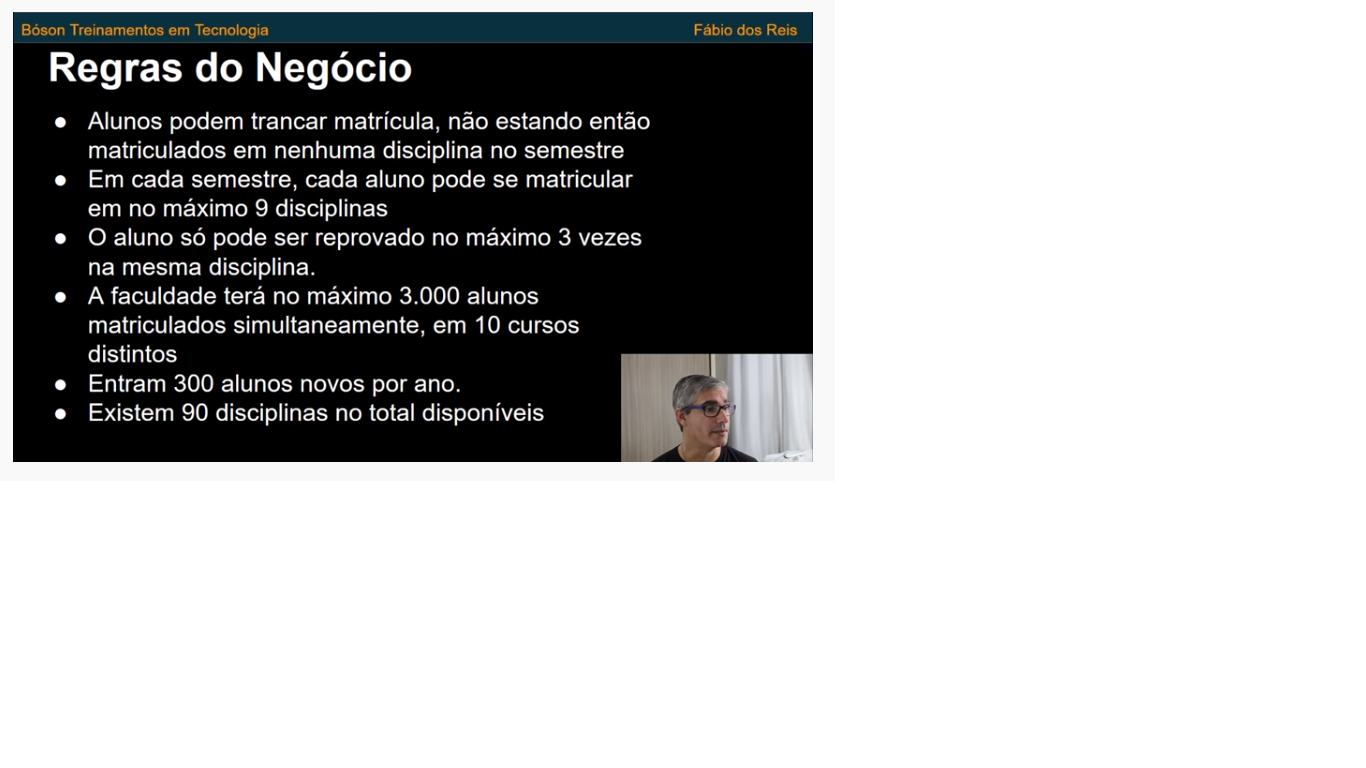 Bóson Treinamentos em Tecnologia
Fábio dos Reis
Regras do Negócio
● Alunos podem trancar matrícula, não estando então
matriculados em nenhuma disciplina no semestre
● Em cada semestre, cada aluno pode se matricular
em no máximo 9 disciplinas
● O aluno só pode ser reprovado no máximo 3 vezes
na mesma disciplina.
● A faculdade terá no máximo 3.000 alunos
matriculados simultaneamente, em 10 cursos
distintos
● Entram 300 alunos novos por ano.
● Existem 90 disciplinas no total disponíveis